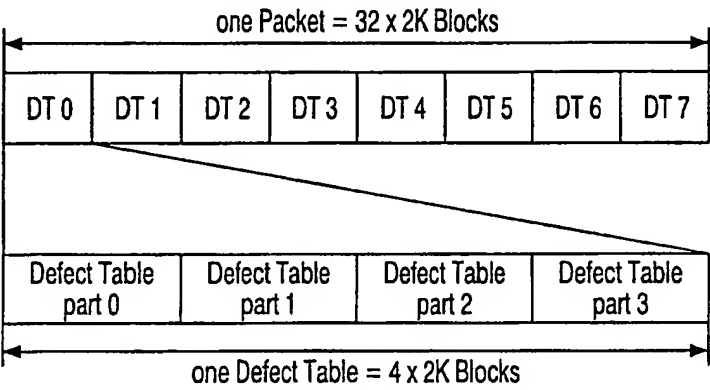 one Packet = 32 x 2K Blocks
DT 0 DT 1 DT 2 DT 3 DT 4 DT 5 DT 6 DT 7
Defect Table Defect Table Defect Table Defect Table
part 0 part 1 part 2 part 3
one Defect Table = 4 x 2K Blocks